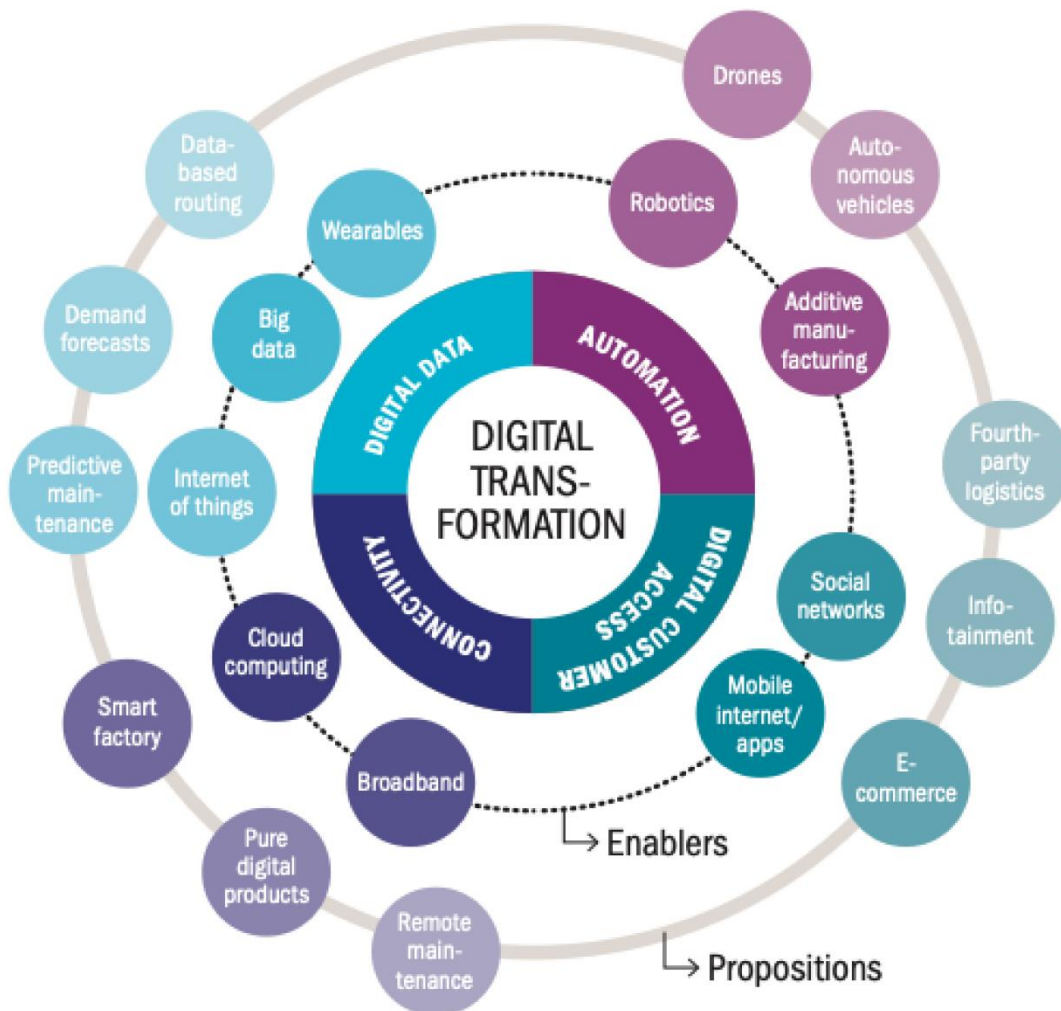 DIGITAL
TRANS-
FORMATION
DIGITAL DATA
AUTOMATION
DIGITAL CUSTOMER
ACCESS
CONNECTIVITY
Wearables
Big
data
Internet
of things
Robotics
Additive
manu-
facturing
Social
networks
Mobile
internet/
apps
Cloud
computing
Broadband
Enablers
Data-
based
routing
Demand
forecasts
Predictive
main-
tenance
Drones
Auto-
nomous
vehicles
Fourth-
party
logistics
Info-
tainment
E-
commerce
Smart
factory
Pure
digital
products
Remote
main-
tenance
Propositions